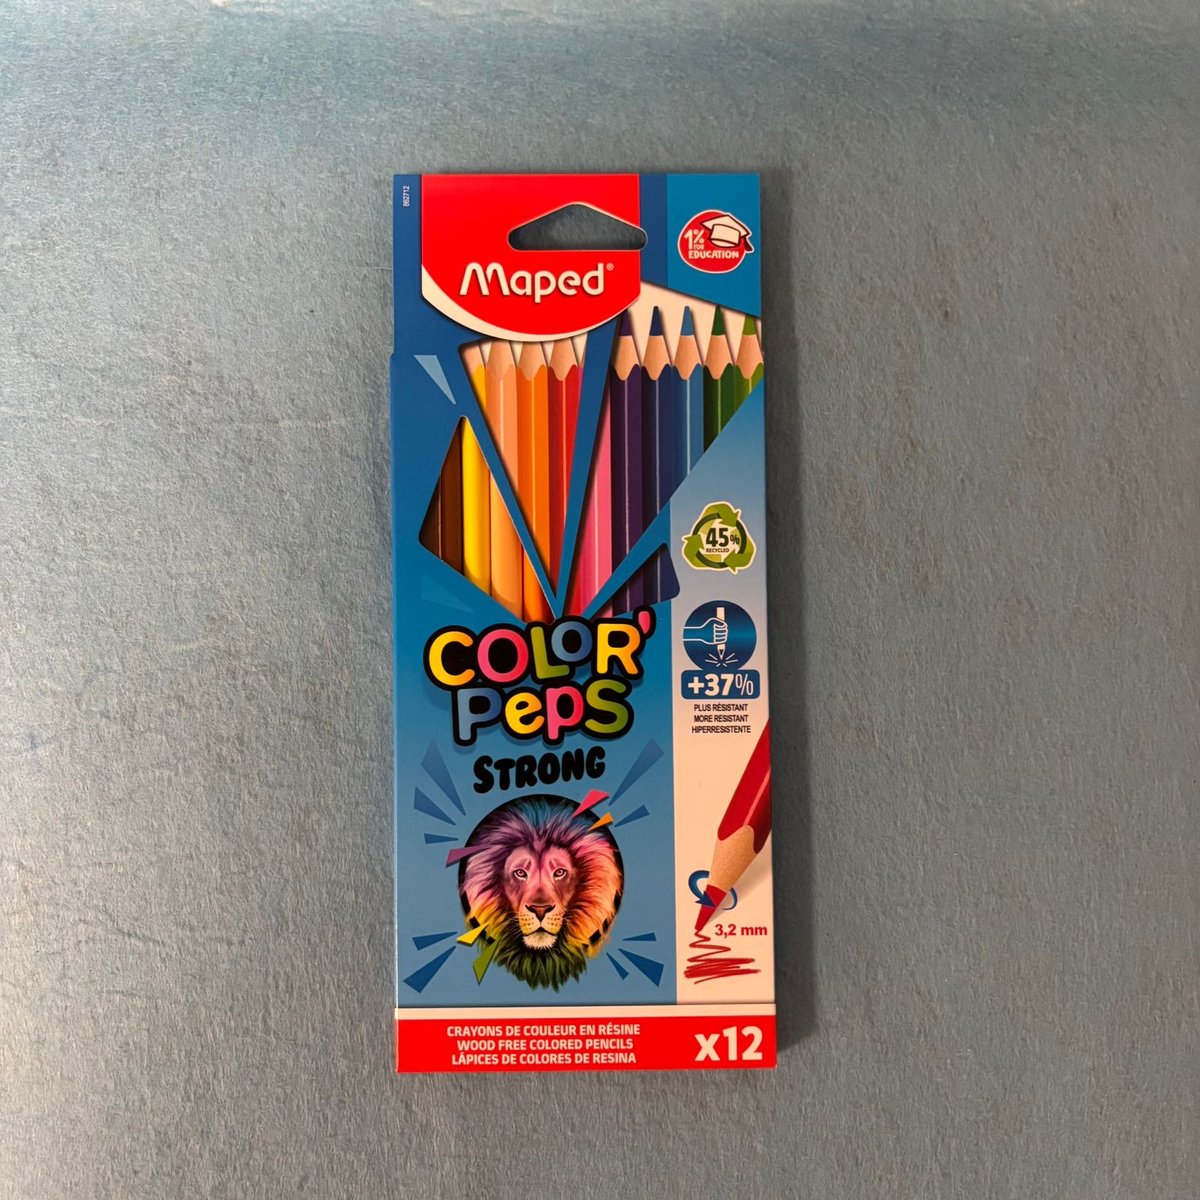 862712
Maped®
1%
FOR
EDUCATION
45%
RECYCLED
COLOR'
PEPS
STRONG
+37%
PLUS RÉSISTANT
MORE RESISTANT
HIPERRESISTENTE
3,2 mm
CRAYONS DE COULEUR EN RÉSINE
WOOD FREE COLORED PENCILS
LÁPICES DE COLORES DE RESINA
x12